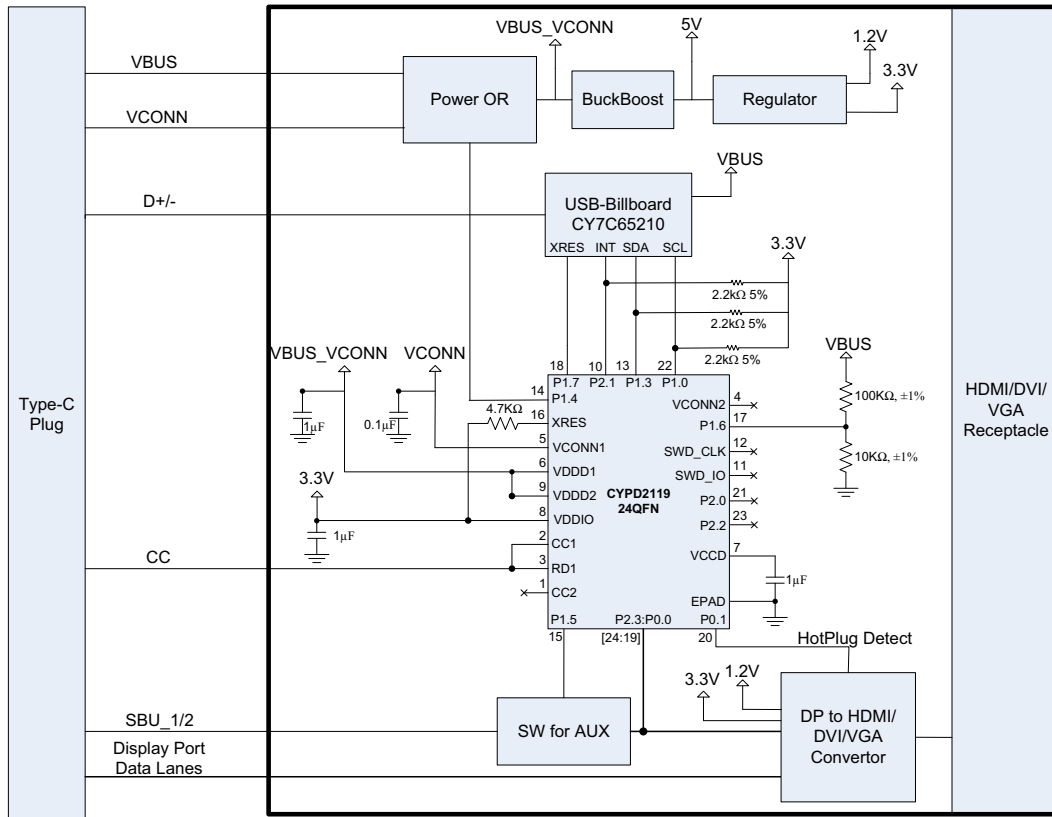 VBUS_VCONN
5V
1.2V
3.3V
VBUS
VCONN
Power OR
BuckBoost
Regulator
VBUS
D+/-
USB-Billboard
CY7C65210
XRES INT SDA SCL
3.3V
2.2kΩ 5%
2.2kΩ 5%
2.2kΩ 5%
VBUS_VCONN
VCONN
VBUS
1µF
0.1µF
4.7KΩ
100KΩ, ±1%
10KΩ, ±1%
18 10 13 22
P1.7 P2.1 P1.3 P1.0
14 P1.4
16 XRES
5 VCONN1
6 VDDD1
9 VDDD2
8 VDDIO
2 CC1
3 RD1
1 CC2
CYPD2119
24QFN
VCONN2 4
P1.6 17
SWD_CLK 12
SWD_IO 11
P2.0 21
P2.2 23
VCCD 7
EPAD
1µF
3.3V
1µF
Type-C
Plug
HDMI/DVI/
VGA
Receptacle
CC
P1.5 P2.3:P0.0 P0.1
15 [24:19] 20
HotPlug Detect
3.3V
1.2V
SBU_1/2
SW for AUX
DP to HDMI/
DVI/VGA
Convertor
Display Port
Data Lanes